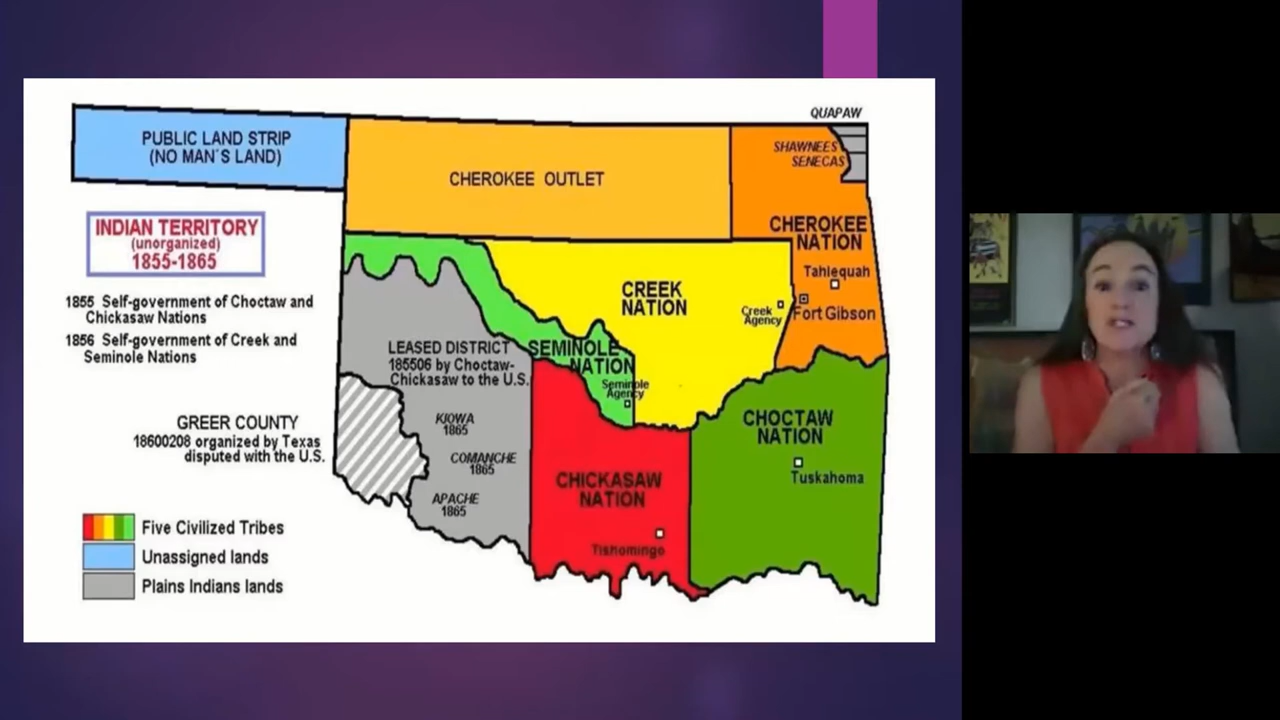 QUAPAW
PUBLIC LAND STRIP
(NO MAN'S LAND)
CHEROKEE OUTLET
SHAWNEES
SENECAS
CHEROKEE
NATION
Tahlequah
Fort Gibson
INDIAN TERRITORY
(unorganized)
1855-1865
1855 Self-government of Choctaw and
Chickasaw Nations
1856 Self-government of Creek and
Seminole Nations
CREEK
NATION
Creek
Agency
LEASED DISTRICT
185506 by Choctaw-
Chickasaw to the U.S.
SEMINOLE
NATION
Seminole
Agency
GREER COUNTY
18600208 organized by Texas
disputed with the U.S.
KIOWA
1865
COMANCHE
1865
APACHE
1865
CHICKASAW
NATION
Tishomingo
CHOCTAW
NATION
Tuskahoma
Five Civilized Tribes
Unassigned lands
Plains Indians lands